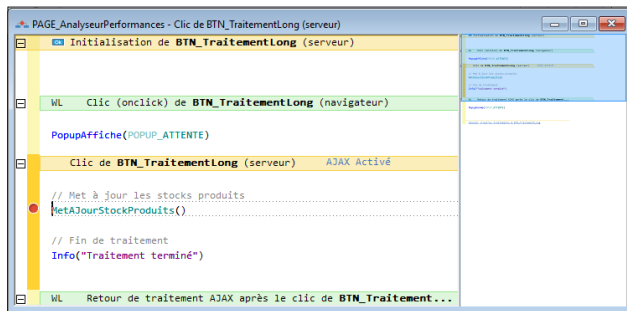 PAGE_AnalyseurPerformances - Clic de BTN_TraitementLong (serveur)
Initialisation de BTN_TraitementLong (serveur)
WL Clic (onclick) de BTN_TraitementLong (navigateur)
PopupAffiche(POPUP_ATTENTE)
Clic de BTN_TraitementLong (serveur) AJAX Activé
// Met à jour les stocks produits
MetAJourStockProduits()
// Fin de traitement
Info("Traitement terminé")
WL Retour de traitement AJAX après le clic de BTN_Traitement...